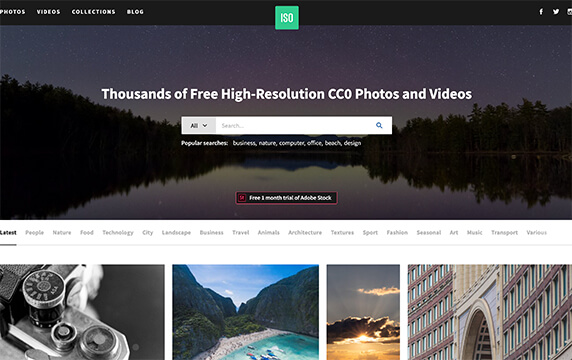 PHOTOS VIDEOS COLLECTIONS BLOG
ISO
Thousands of Free High-Resolution CC0 Photos and Videos
All Search...
Popular searches: business, nature, computer, office, beach, design
St Free 1 month trial of Adobe Stock
Latest People Nature Food Technology City Landscape Business Travel Animals Architecture Textures Sport Fashion Seasonal Art Music Transport Various